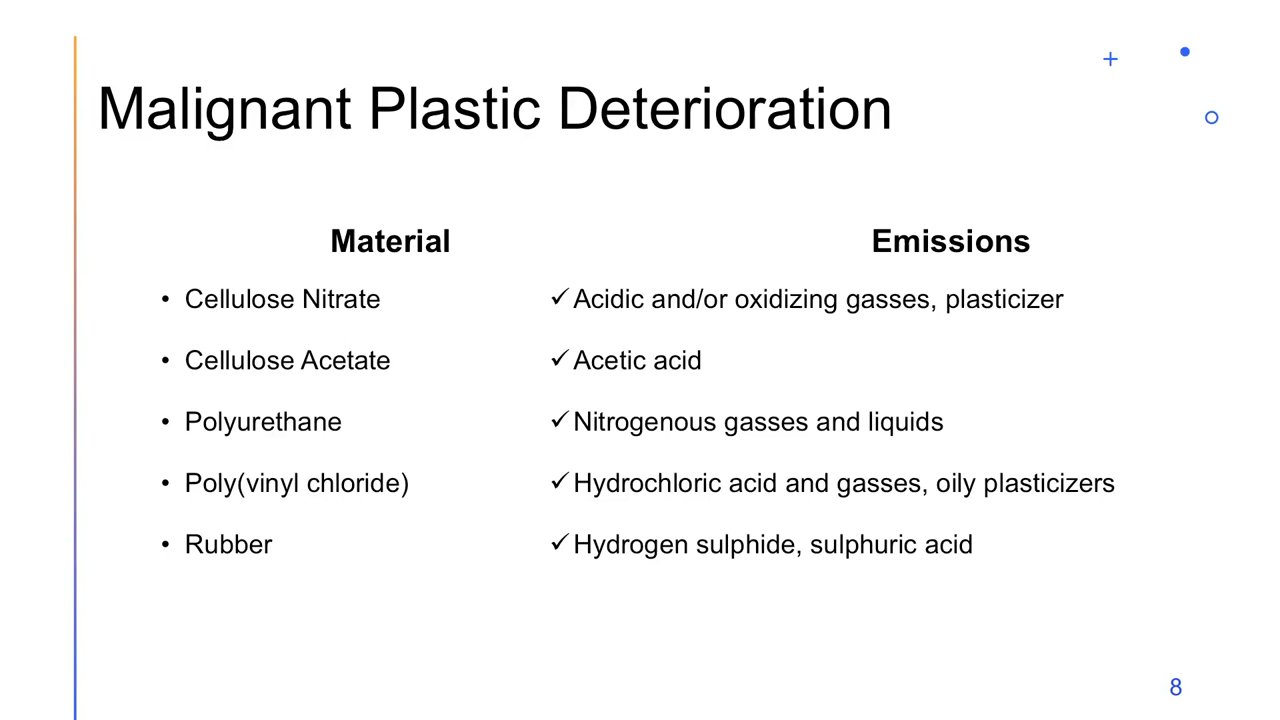 Malignant Plastic Deterioration
Material
Emissions
• Cellulose Nitrate
✓Acidic and/or oxidizing gasses, plasticizer
• Cellulose Acetate
✓Acetic acid
• Polyurethane
✓Nitrogenous gasses and liquids
• Poly(vinyl chloride)
✓Hydrochloric acid and gasses, oily plasticizers
• Rubber
✓Hydrogen sulphide, sulphuric acid
8